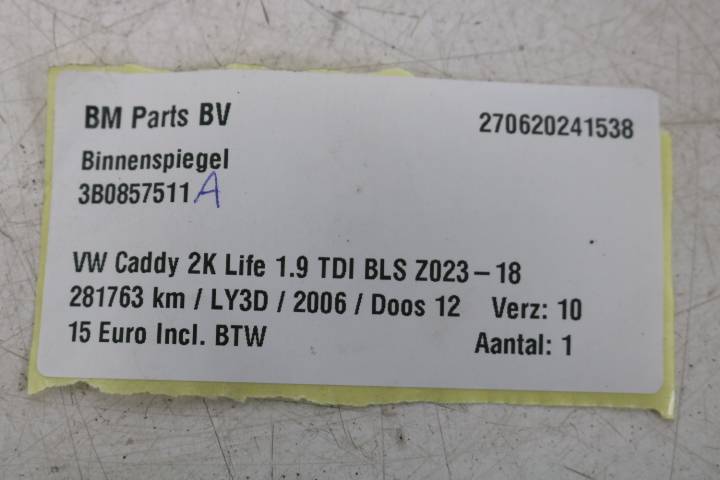 BM Parts BV 270620241538
Binnenspiegel
3B0857511 A
VW Caddy 2K Life 1.9 TDI BLS Z023-18
281763 km / LY3D / 2006 / Doos 12 Verz: 10
15 Euro Incl. BTW Aantal: 1